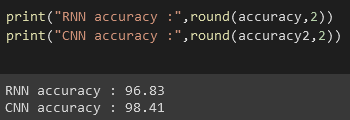 print("RNN accuracy :",round(accuracy,2))
print("CNN accuracy :",round(accuracy2,2))
RNN accuracy : 96.83
CNN accuracy : 98.41